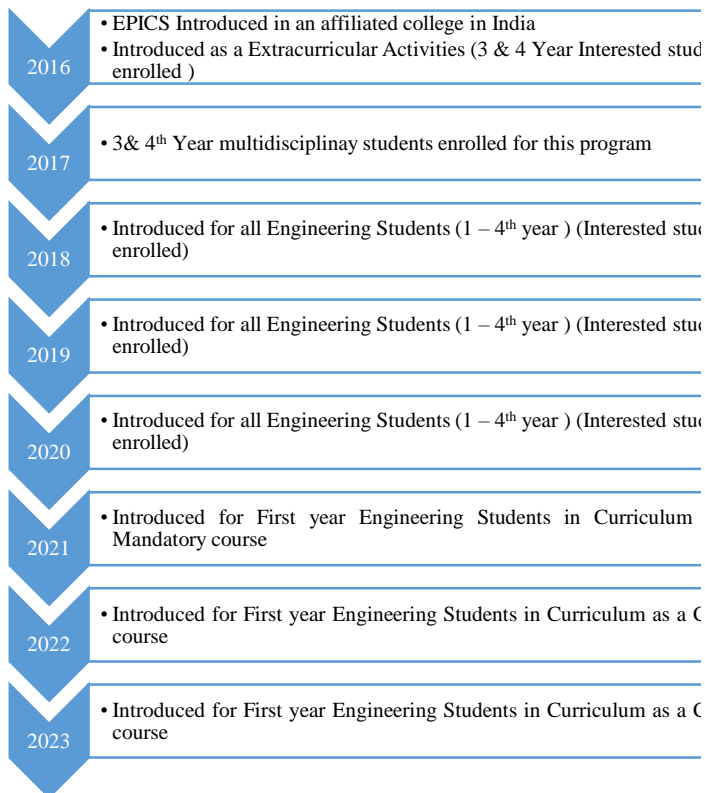 2016
• EPICS Introduced in an affiliated college in India
• Introduced as a Extracurricular Activities (3 & 4 Year Interested
enrolled )
2017
• 3& 4th Year multidisciplinay students enrolled for this program
2018
• Introduced for all Engineering Students (1 – 4th year ) (Interested
enrolled)
2019
• Introduced for all Engineering Students (1 – 4th year ) (Interested
enrolled)
2020
• Introduced for all Engineering Students (1 – 4th year ) (Interested
enrolled)
2021
• Introduced for First year Engineering Students in Curriculum
Mandatory course
2022
• Introduced for First year Engineering Students in Curriculum as a
course
2023
• Introduced for First year Engineering Students in Curriculum as a
course